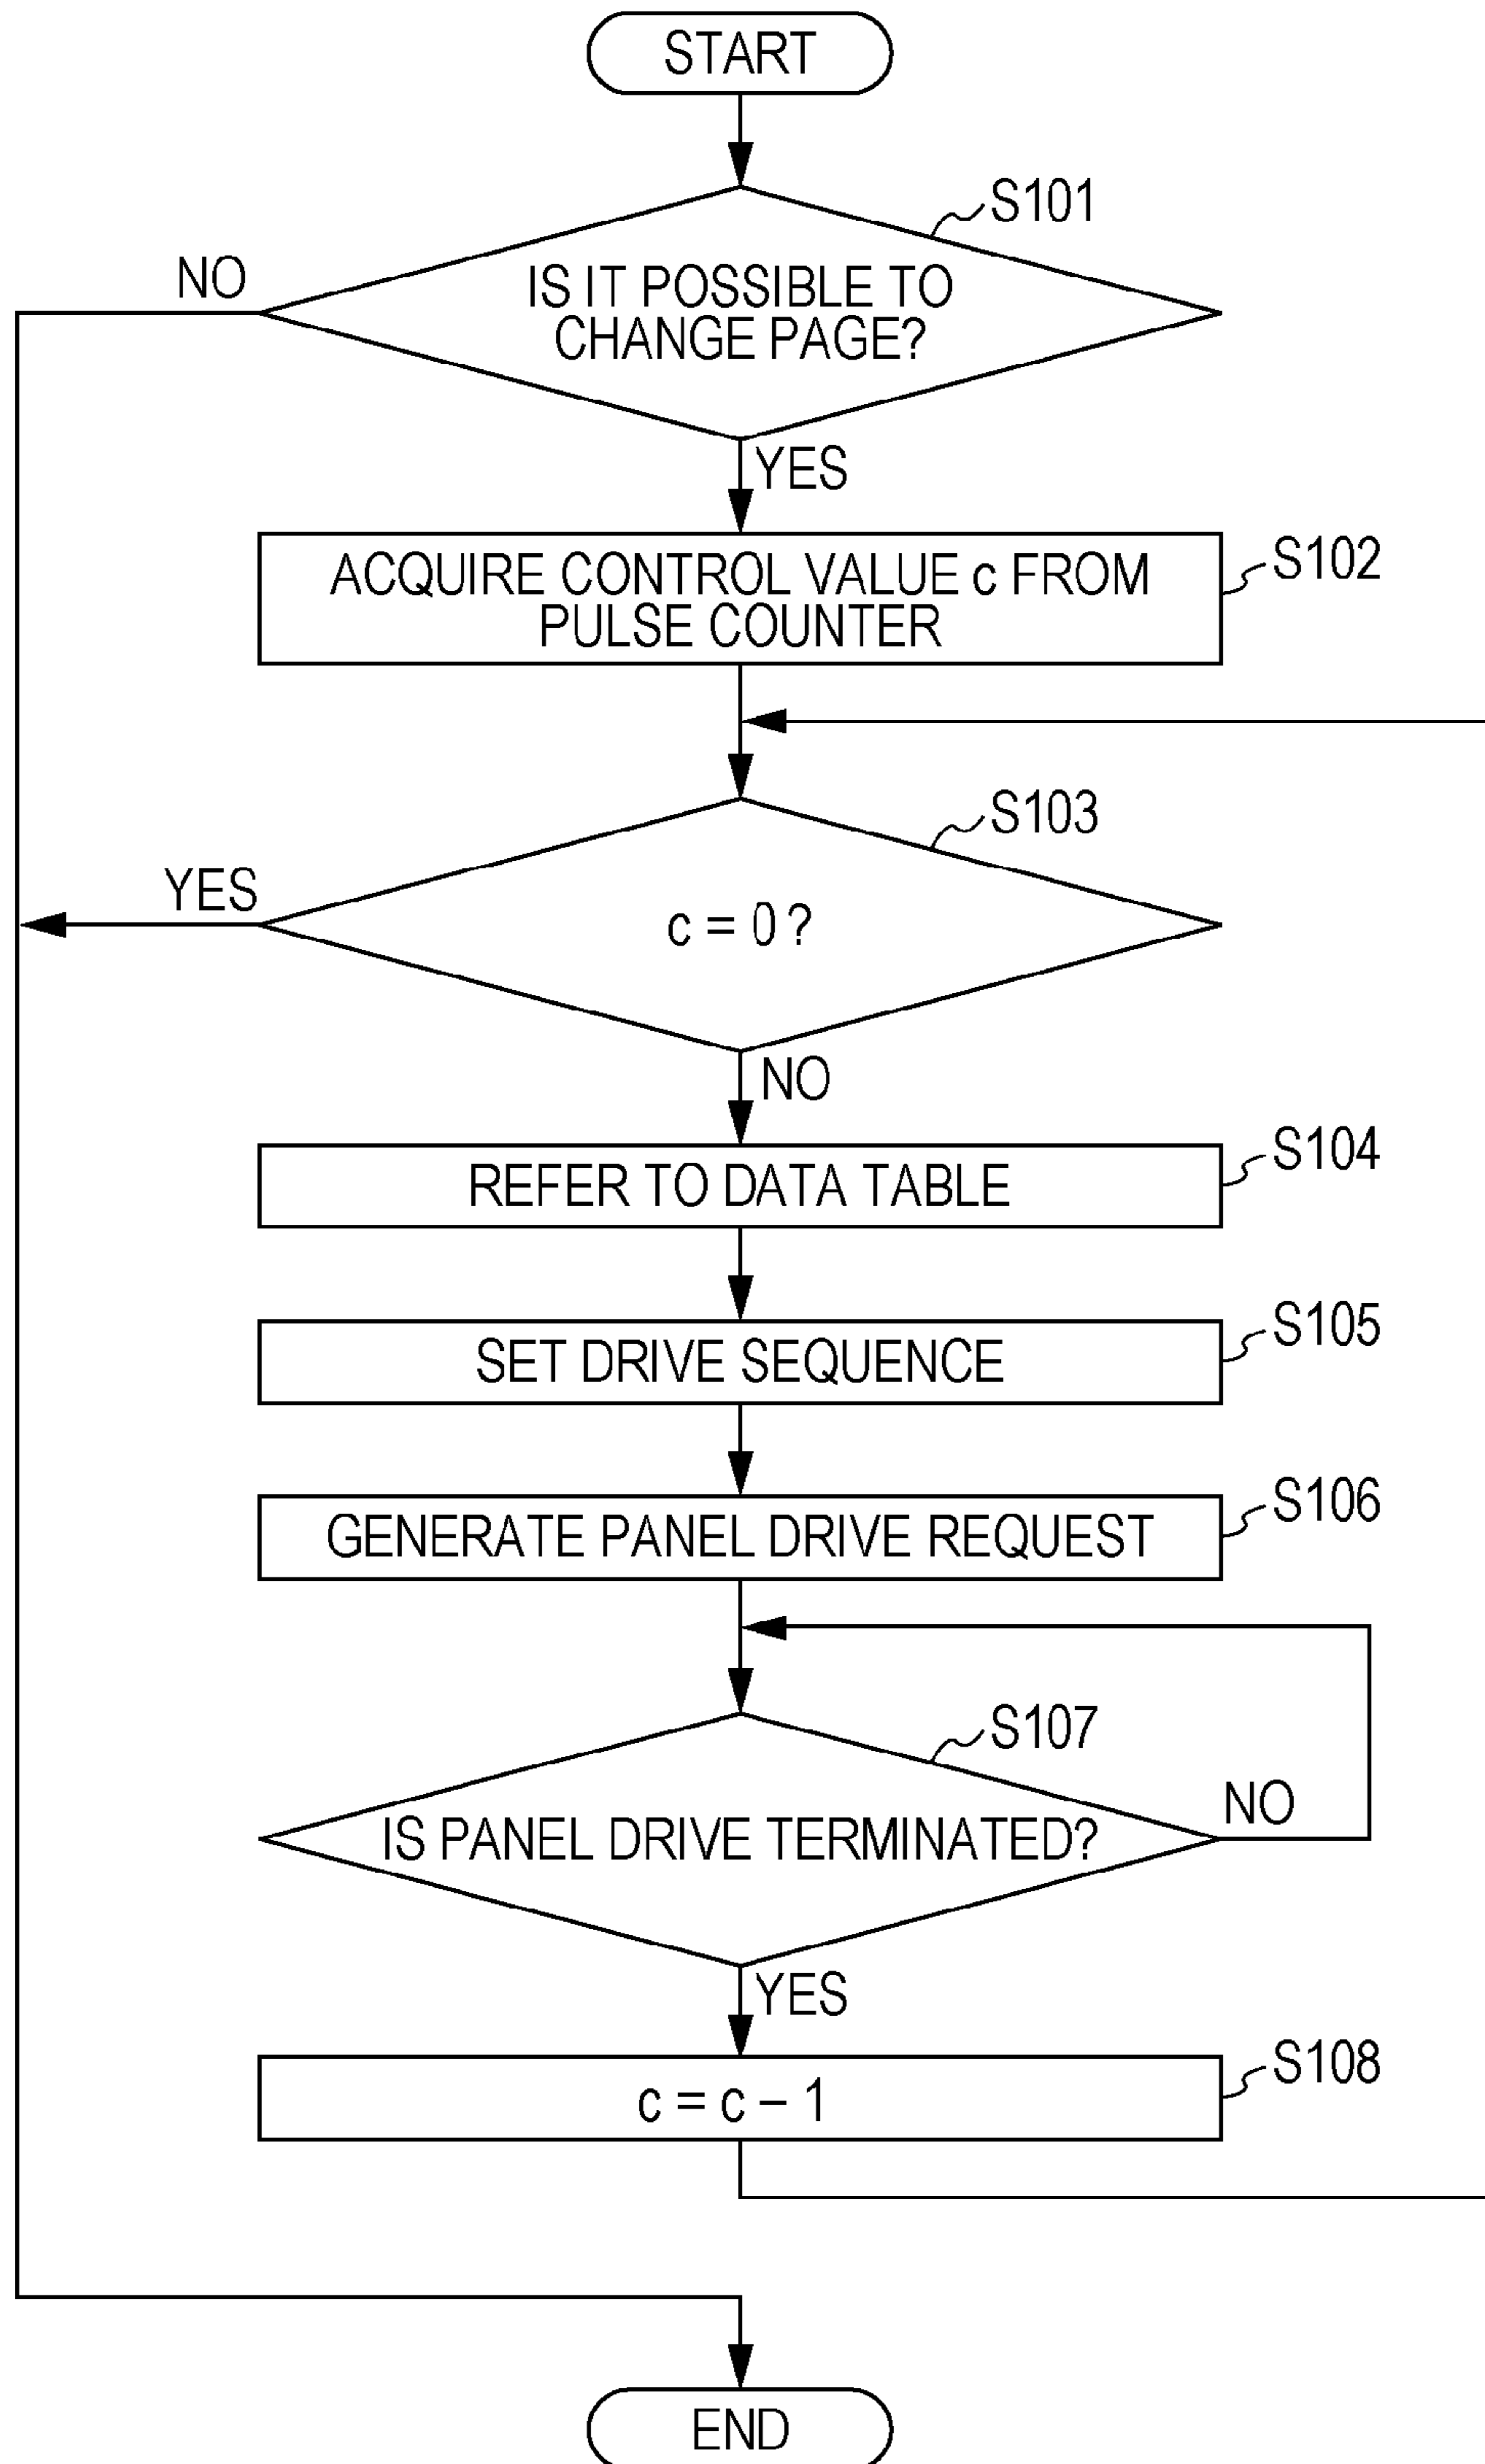 START
S101
NO
IS IT POSSIBLE TO
CHANGE PAGE?
YES
S102
ACQUIRE CONTROL VALUE c FROM
PULSE COUNTER
S103
YES
c = 0 ?
NO
S104
REFER TO DATA TABLE
S105
SET DRIVE SEQUENCE
S106
GENERATE PANEL DRIVE REQUEST
S107
NO
IS PANEL DRIVE TERMINATED?
YES
S108
c = c – 1
END